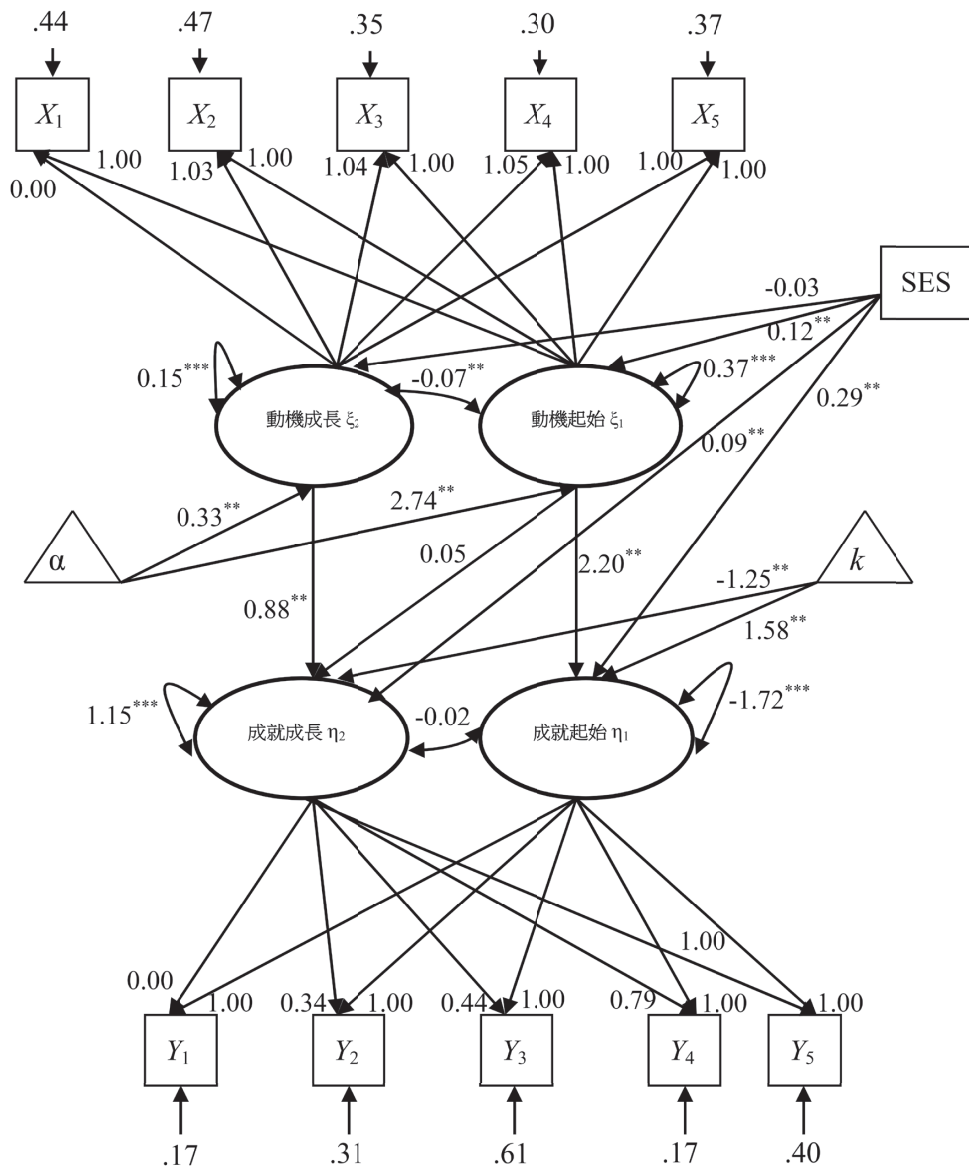 .44 .47 .35 .30 .37
X₁ X₂ X₃ X₄ X₅
0.00 1.00 1.03 1.00 1.04 1.00 1.05 1.00 1.00 1.00
SES
-0.03
0.12**
0.15*** -0.07** 0.37*** 0.29**
動機成長 ξ₂ 動機起始 ξ₁
0.09**
0.33** 2.74**
α 0.05 2.20** -1.25** k
0.88** 1.58**
1.15*** -0.02 -1.72***
成就成長 η₂ 成就起始 η₁
1.00
0.00 1.00 0.34 1.00 0.44 1.00 0.79 1.00 1.00
Y₁ Y₂ Y₃ Y₄ Y₅
.17 .31 .61 .17 .40